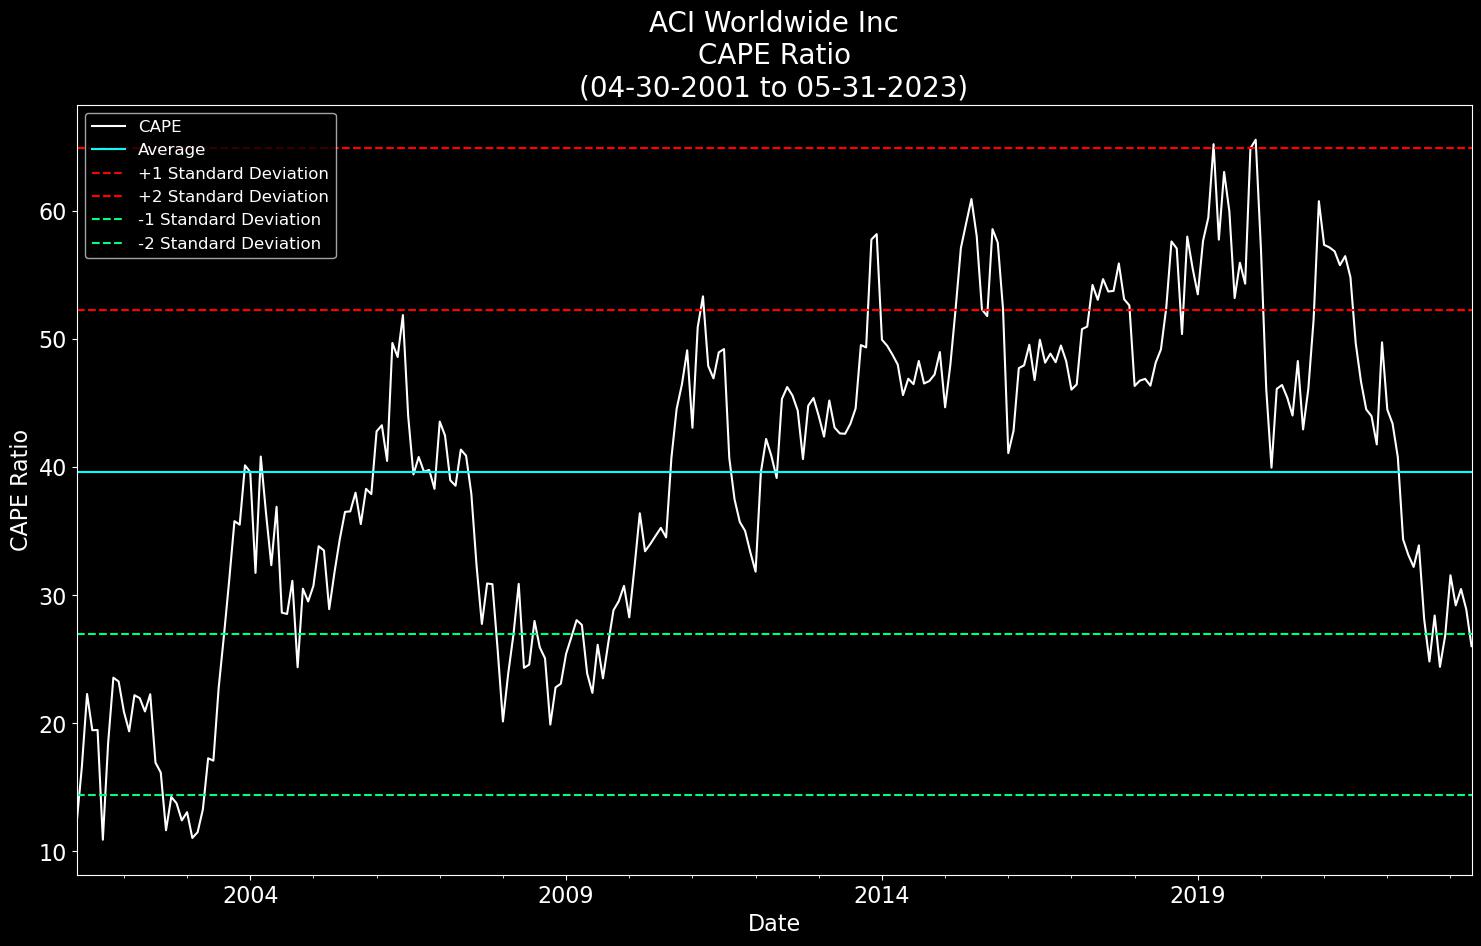 ACI Worldwide Inc
CAPE Ratio
(04-30-2001 to 05-31-2023)
CAPE
Average
+1 Standard Deviation
+2 Standard Deviation
-1 Standard Deviation
-2 Standard Deviation
60
50
40
30
20
10
CAPE Ratio
2004
2009
2014
2019
Date